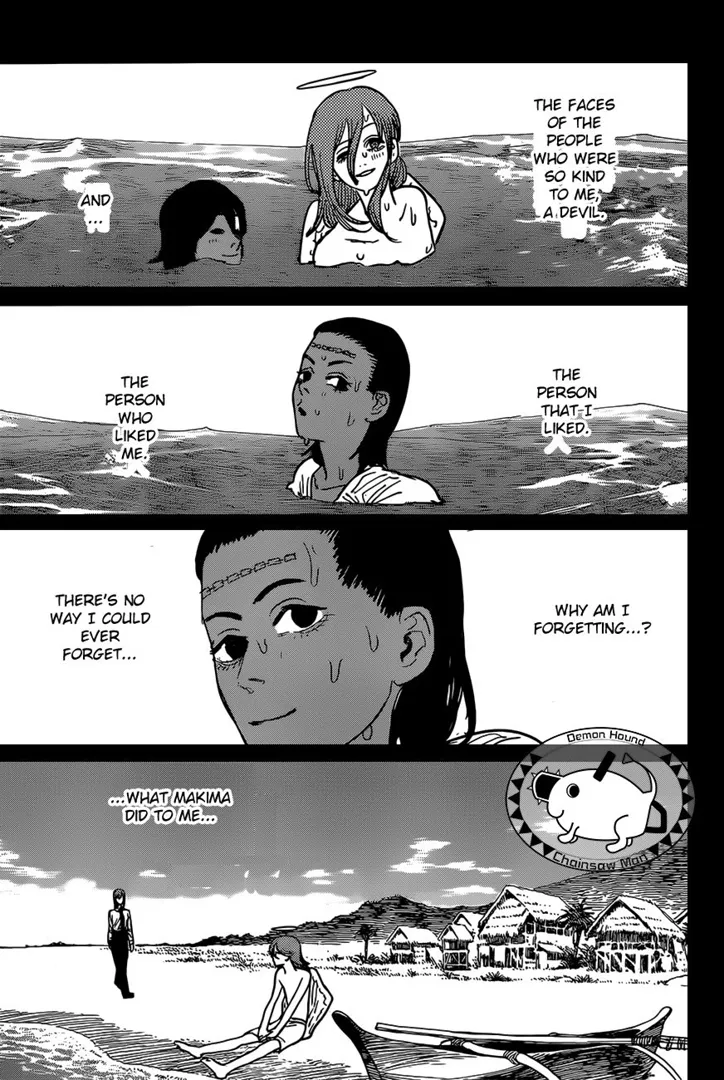 THE FACES
OF THE
PEOPLE
WHO WERE
SO KIND
TO ME,
A DEVIL.
AND
...
THE
PERSON
THAT I
LIKED.
THE
PERSON
WHO
LIKED
ME.
WHY AM I
FORGETTING...?
THERE'S NO
WAY I COULD
EVER
FORGET...
Demon Hound
Chainsaw Man
...WHAT MAKIMA
DID TO ME...